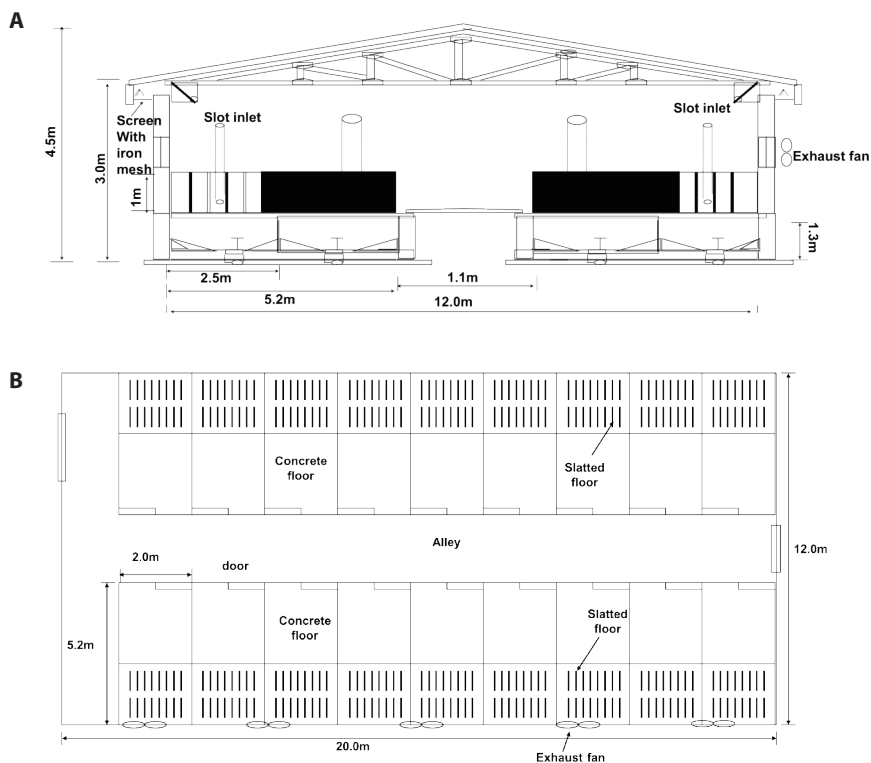 A
4.5m
3.0m
Screen
With
iron
mesh
Slot inlet
Slot inlet
Exhaust fan
1m
1.3m
2.5m
5.2m
1.1m
12.0m
B
Concrete
floor
Slatted
floor
Alley
2.0m
door
12.0m
5.2m
Concrete
floor
Slatted
floor
20.0m
Exhaust fan